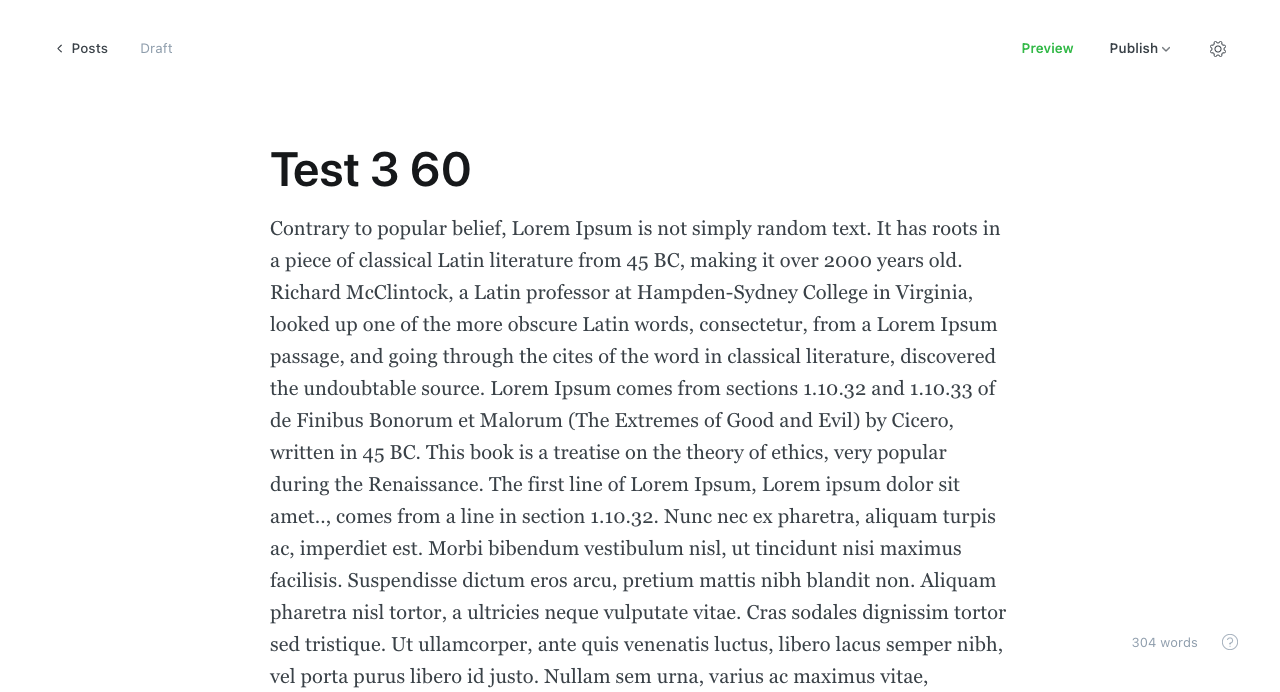 Posts
Draft
Preview
Publish
Test 3 60
Contrary to popular belief, Lorem Ipsum is not simply random text. It has roots in
a piece of classical Latin literature from 45 BC, making it over 2000 years old.
Richard McClintock, a Latin professor at Hampden-Sydney College in Virginia,
looked up one of the more obscure Latin words, consectetur, from a Lorem Ipsum
passage, and going through the cites of the word in classical literature, discovered
the undoubtable source. Lorem Ipsum comes from sections 1.10.32 and 1.10.33 of
de Finibus Bonorum et Malorum (The Extremes of Good and Evil) by Cicero,
written in 45 BC. This book is a treatise on the theory of ethics, very popular
during the Renaissance. The first line of Lorem Ipsum, Lorem ipsum dolor sit
amet.., comes from a line in section 1.10.32. Nunc nec ex pharetra, aliquam turpis
ac, imperdiet est. Morbi bibendum vestibulum nisl, ut tincidunt nisi maximus
facilisis. Suspendisse dictum eros arcu, pretium mattis nibh blandit non. Aliquam
pharetra nisl tortor, a ultricies neque vulputate vitae. Cras sodales dignissim tortor
sed tristique. Ut ullamcorper, ante quis venenatis luctus, libero lacus semper nibh,
vel porta purus libero id justo. Nullam sem urna, varius ac maximus vitae,
304 words
?